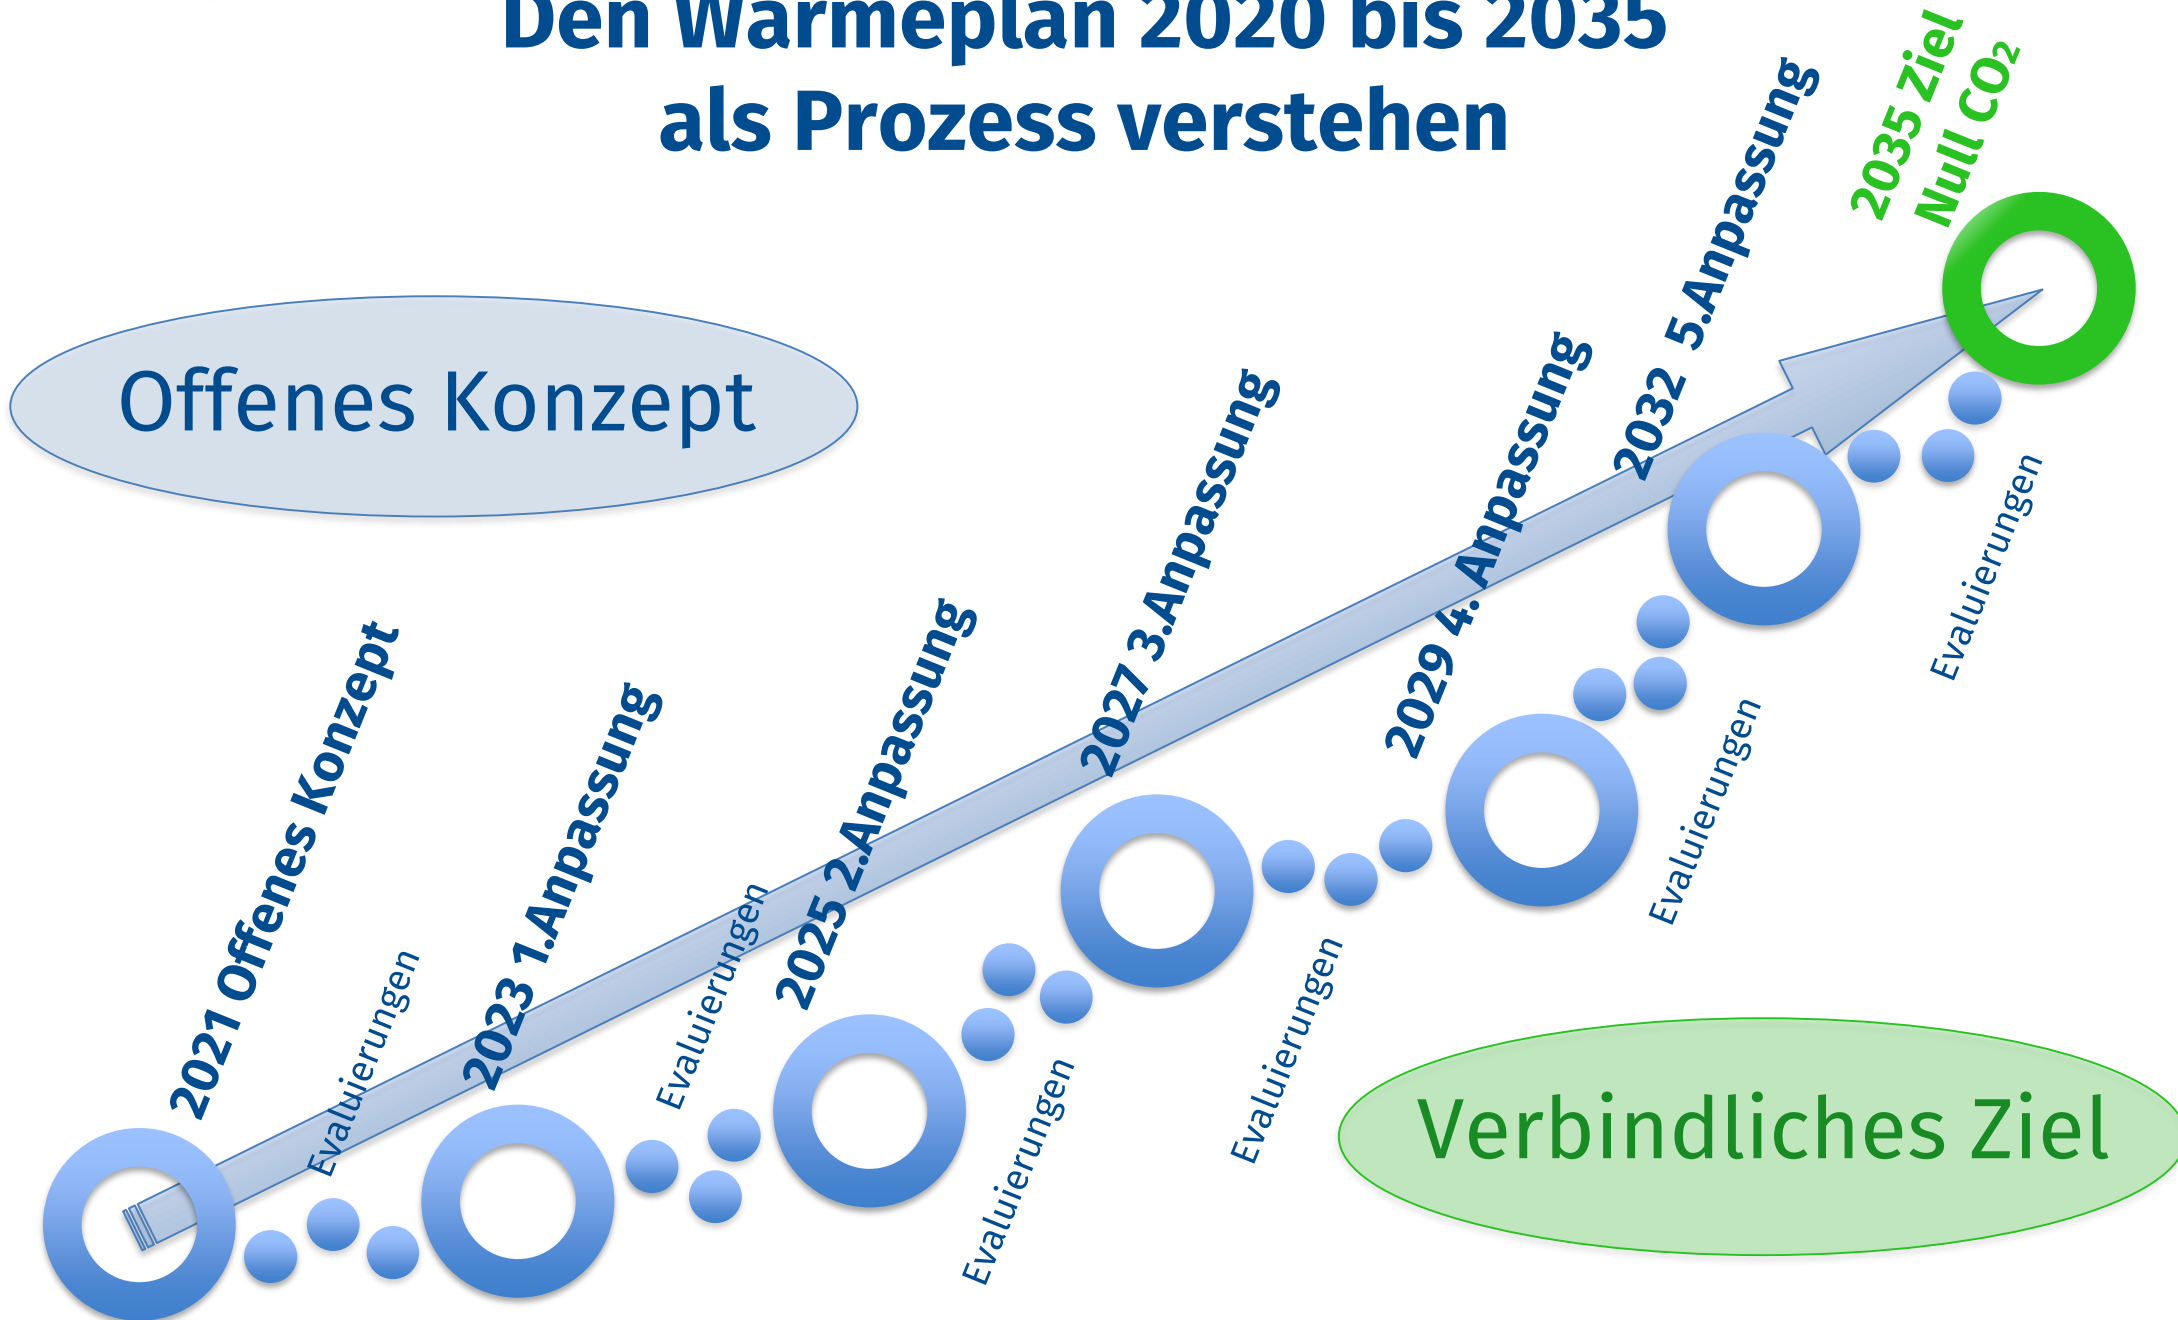 Den Wärmeplan 2020 bis 2035
als Prozess verstehen
2035 Ziel
Null CO₂
Offenes Konzept
2021 Offenes Konzept
Evaluierungen
2023 1.Anpassung
Evaluierungen
2025 2.Anpassung
Evaluierungen
2027 3.Anpassung
Evaluierungen
2029 4. Anpassung
Evaluierungen
2032 5.Anpassung
Evaluierungen
Verbindliches Ziel